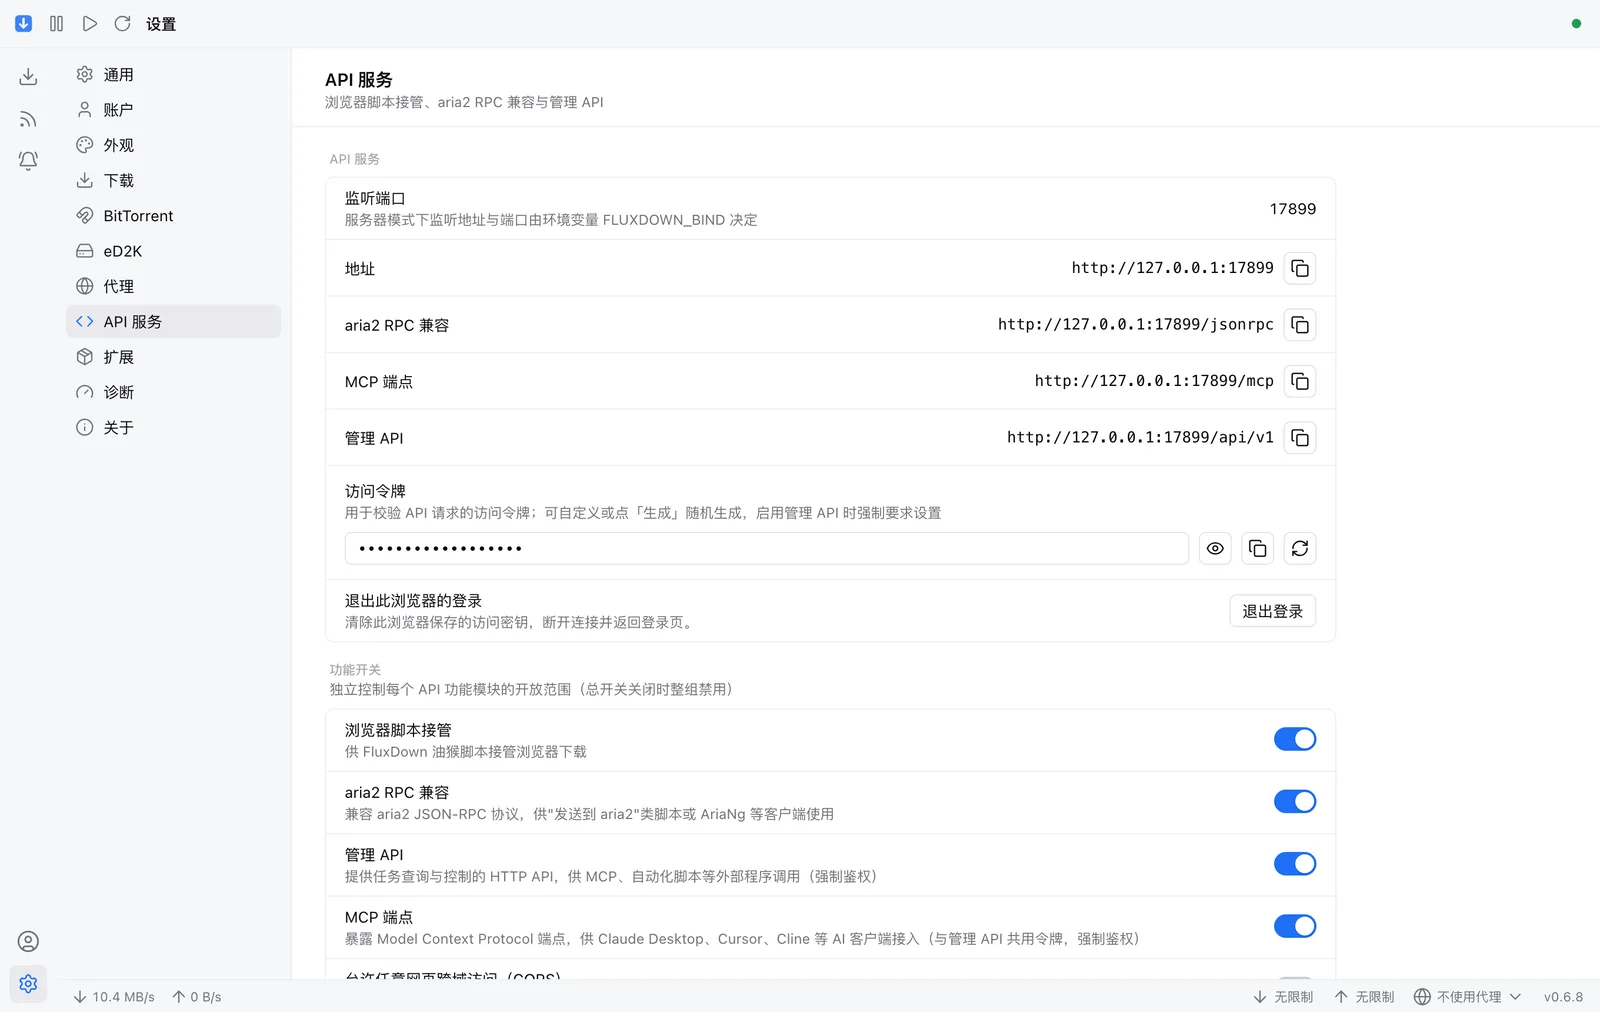 设置
通用
账户
外观
下载
BitTorrent
eD2K
代理
API 服务
扩展
诊断
关于
API 服务
浏览器脚本接管、aria2 RPC 兼容与管理 API
API 服务
监听端口
服务器模式下监听地址与端口由环境变量 FLUXDOWN_BIND 决定
17899
地址
http://127.0.0.1:17899
aria2 RPC 兼容
http://127.0.0.1:17899/jsonrpc
MCP 端点
http://127.0.0.1:17899/mcp
管理 API
http://127.0.0.1:17899/api/v1
访问令牌
用于校验 API 请求的访问令牌；可自定义或点「生成」随机生成，启用管理 API 时强制要求设置
••••••••••••••••••
退出此浏览器的登录
清除此浏览器保存的访问密钥，断开连接并返回登录页。
退出登录
功能开关
独立控制每个 API 功能模块的开放范围（总开关关闭时整组禁用）
浏览器脚本接管
供 FluxDown 油猴脚本接管浏览器下载
aria2 RPC 兼容
兼容 aria2 JSON-RPC 协议，供"发送到 aria2"类脚本或 AriaNg 等客户端使用
管理 API
提供任务查询与控制的 HTTP API，供 MCP、自动化脚本等外部程序调用（强制鉴权）
MCP 端点
暴露 Model Context Protocol 端点，供 Claude Desktop、Cursor、Cline 等 AI 客户端接入（与管理 API 共用令牌，强制鉴权）
允许任意网页跨域访问（CORS）
10.4 MB/s
0 B/s
无限制
无限制
不使用代理
v0.6.8